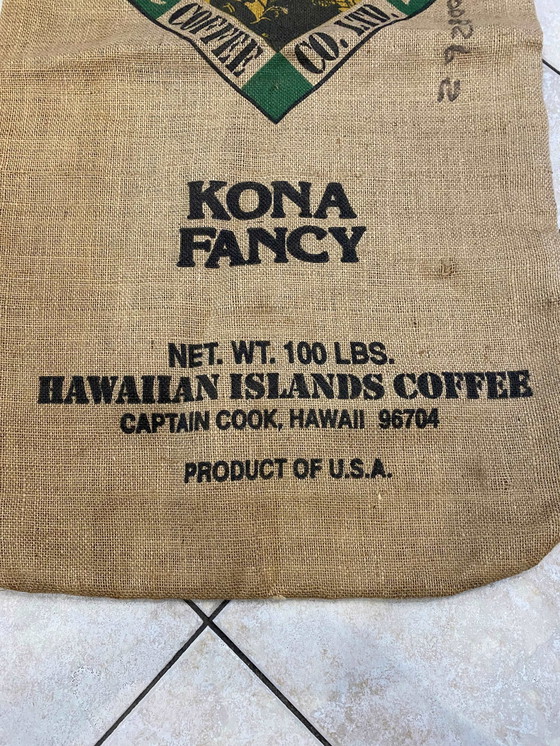 COFFEE CO. LTD.
KONA
FANCY
NET. WT. 100 LBS.
HAWAIIAN ISLANDS COFFEE
CAPTAIN COOK, HAWAII 96704
PRODUCT OF U.S.A.